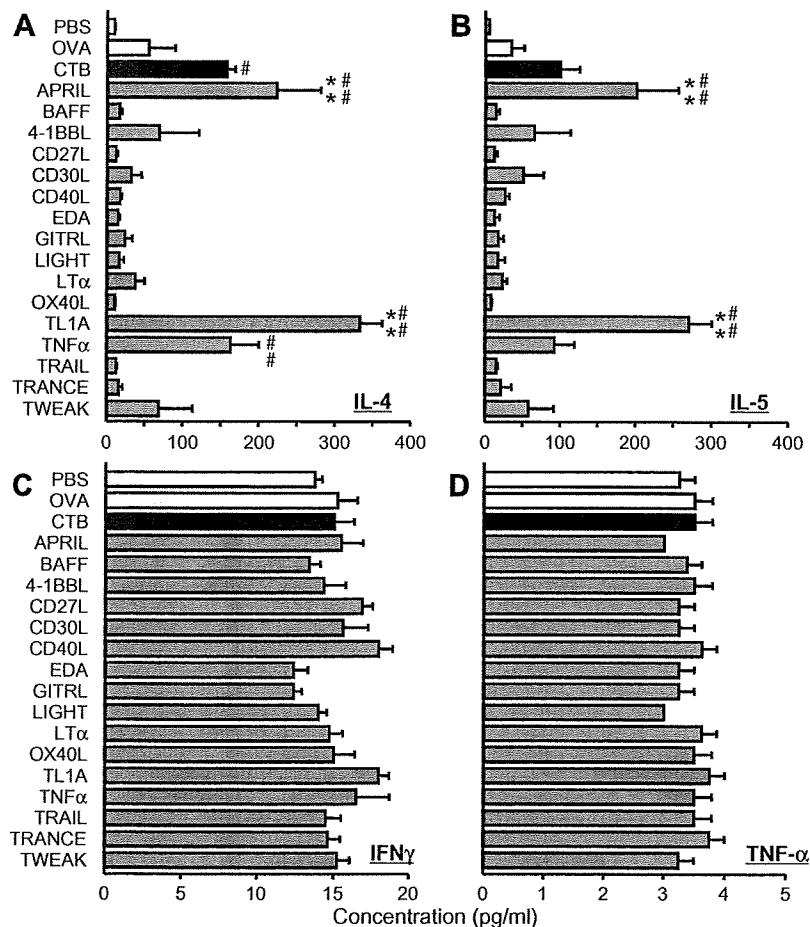 A
B
PBS
OVA
CTB #
APRIL * # * #
* # * #
BAFF
4-1BBL
CD27L
CD30L
CD40L
EDA
GITRL
LIGHT
LTα
OX40L
TL1A * # * #
* # * #
TNFα #
#
TRAIL
TRANCE
TWEAK IL-4 IL-5
0 100 200 300 400 0 100 200 300 400
C
D
PBS
OVA
CTB
APRIL
BAFF
4-1BBL
CD27L
CD30L
CD40L
EDA
GITRL
LIGHT
LTα
OX40L
TL1A
TNFα
TRAIL
TRANCE
TWEAK IFNγ TNF-α
0 5 10 15 20 0 1 2 3 4 5
Concentration (pg/ml)